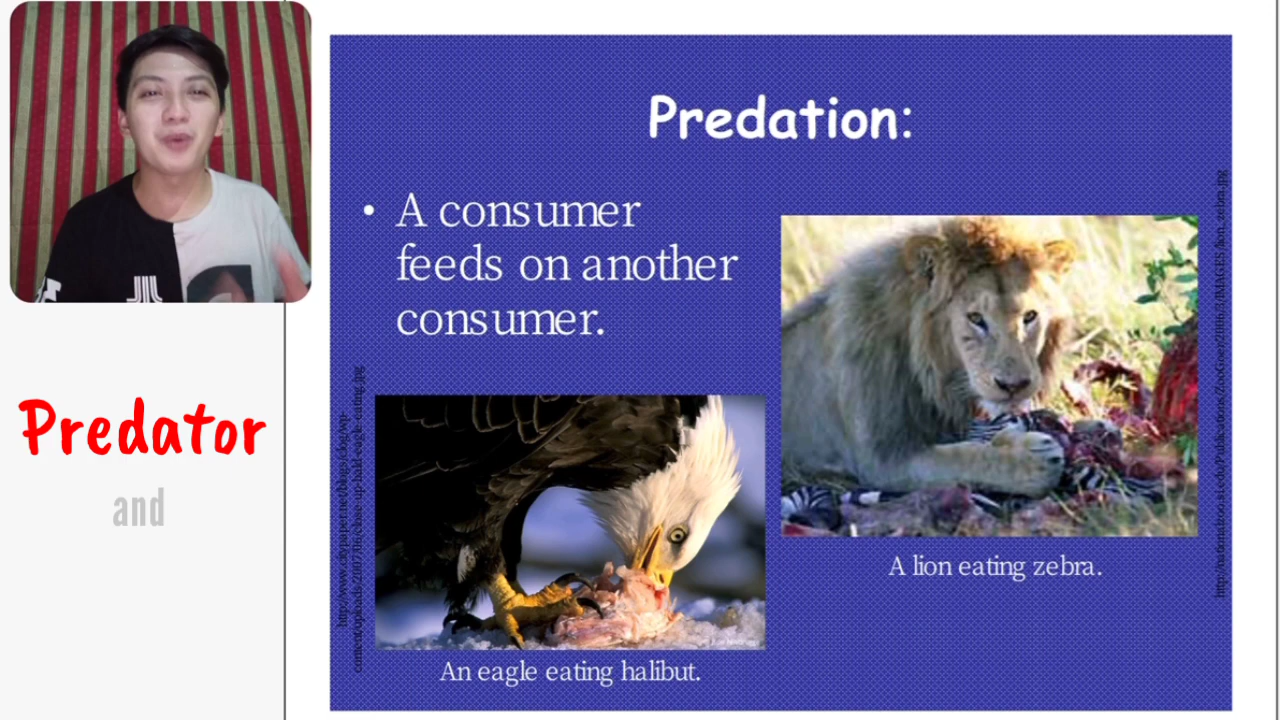 Predation:
• A consumer
feeds on another
consumer.
A lion eating zebra.
An eagle eating halibut.
Predator
and